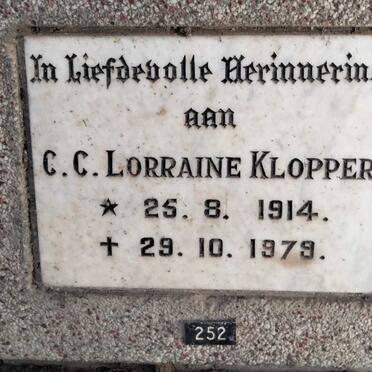 In Liefdevolle Herinnerin
aan
C. C. LORRAINE KLOPPER
★ 25. 8. 1914.
✝ 29. 10. 1979.
252